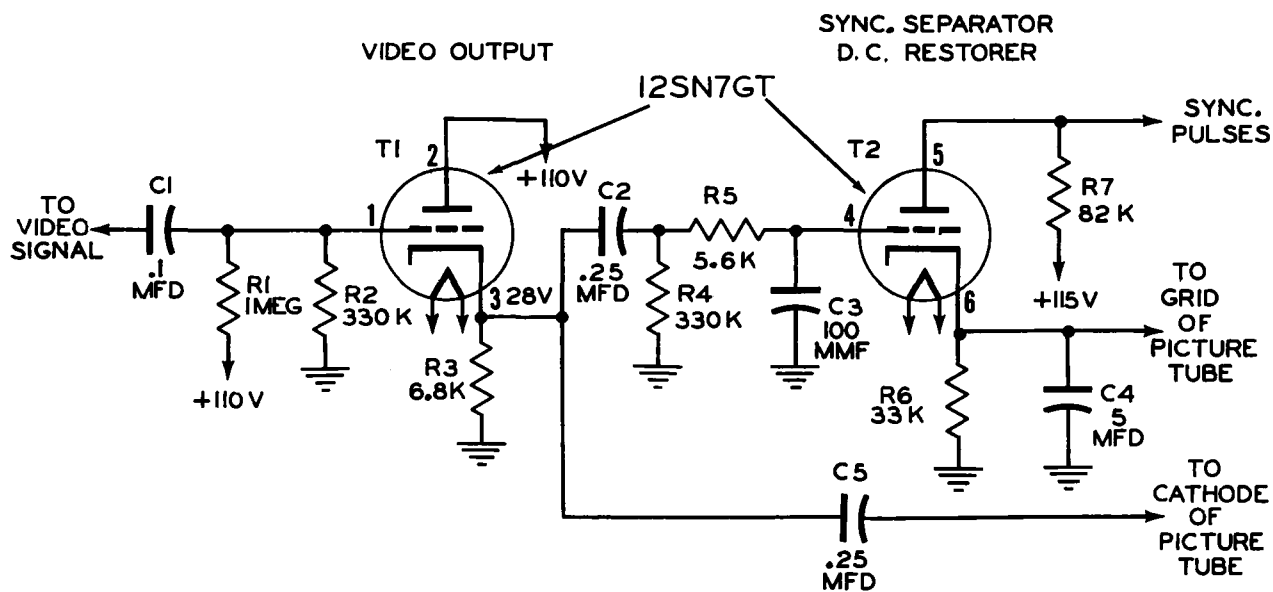 SYNC. SEPARATOR
D.C. RESTORER
VIDEO OUTPUT
12SN7GT
SYNC.
PULSES
T1
2
+110V
T2
5
R7
82 K
+115V
C1
.1
MFD
TO
VIDEO
SIGNAL
1
R1
1MEG
+110V
R2
330 K
3
28V
R3
6.8K
C2
.25
MFD
R5
5.6K
R4
330K
4
C3
100
MMF
6
R6
33 K
C4
5
MFD
TO
GRID
OF
PICTURE
TUBE
C5
.25
MFD
TO
CATHODE
OF
PICTURE
TUBE